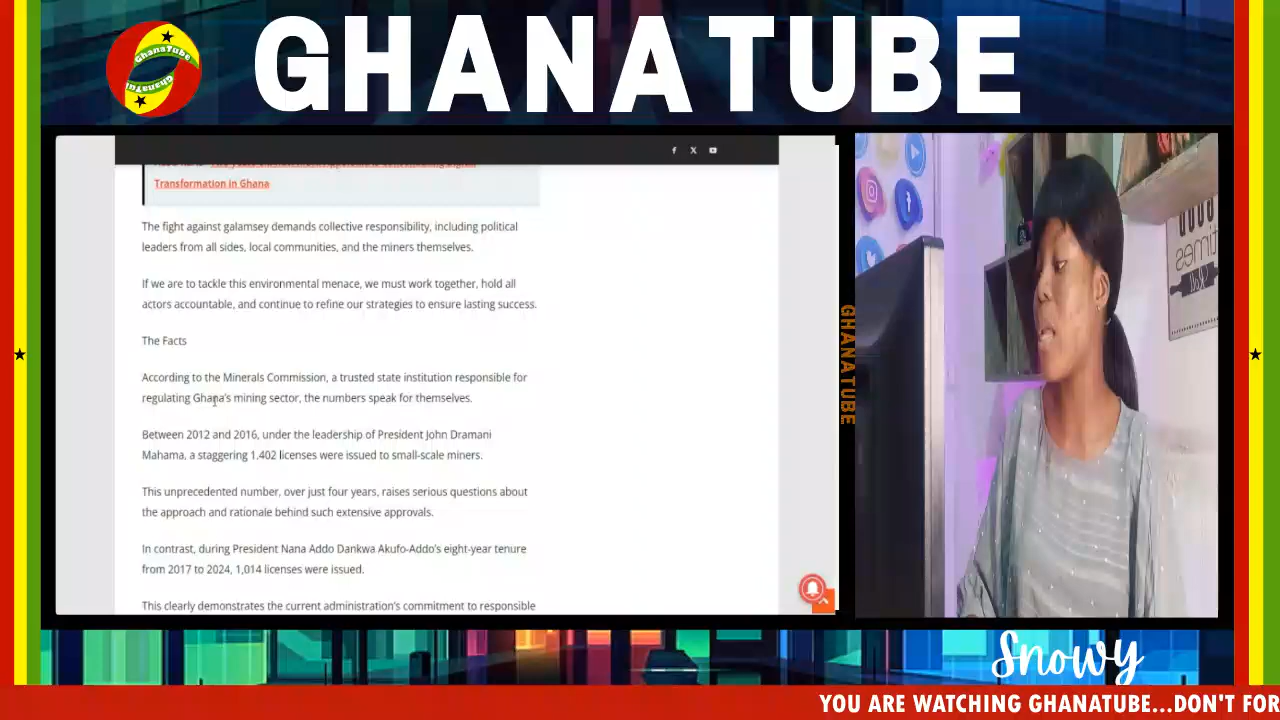 GHANATUBE
GhanaTube
Transformation in Ghana
The fight against galamsey demands collective responsibility, including political
leaders from all sides, local communities, and the miners themselves.
If we are to tackle this environmental menace, we must work together, hold all
actors accountable, and continue to refine our strategies to ensure lasting success.
The Facts
According to the Minerals Commission, a trusted state institution responsible for
regulating Ghana's mining sector, the numbers speak for themselves.
Between 2012 and 2016, under the leadership of President John Dramani
Mahama, a staggering 1,402 licenses were issued to small-scale miners.
This unprecedented number, over just four years, raises serious questions about
the approach and rationale behind such extensive approvals.
In contrast, during President Nana Addo Dankwa Akufo-Addo's eight-year tenure
from 2017 to 2024, 1,014 licenses were issued.
This clearly demonstrates the current administration's commitment to responsible
GHANATUBE
times
Snowy
YOU ARE WATCHING GHANATUBE...DON'T FOR